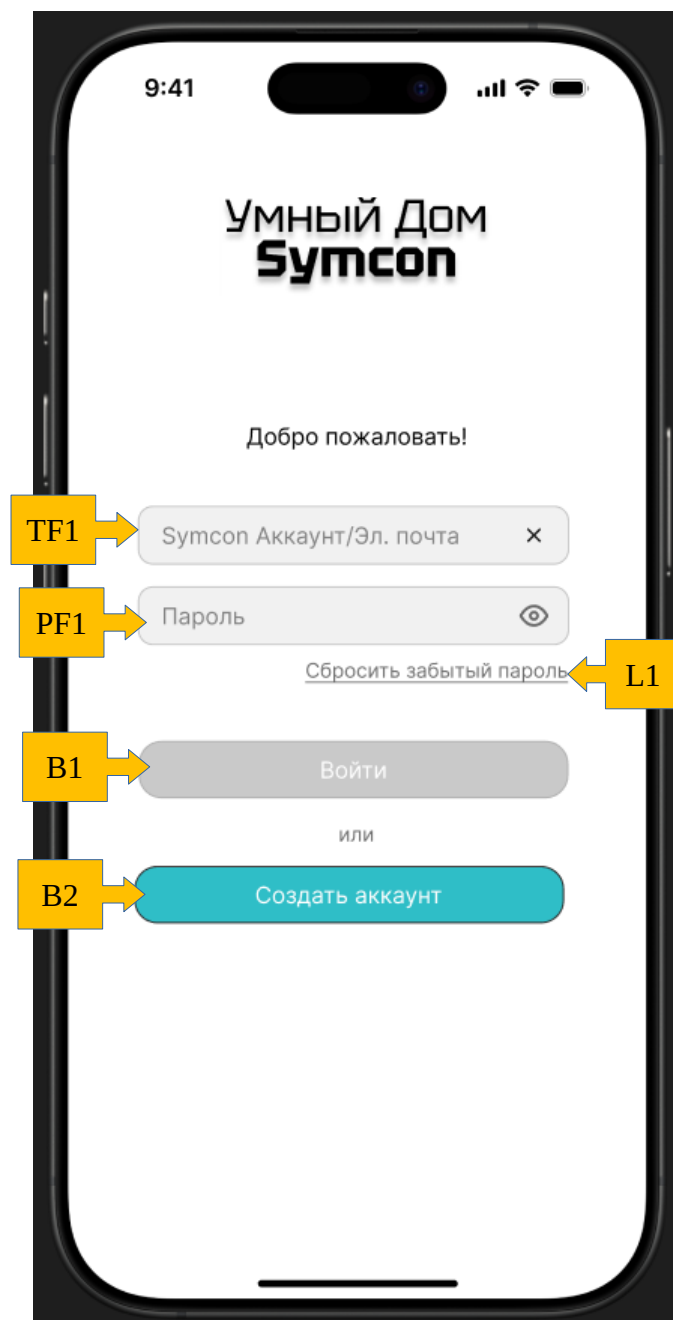 9:41
Умный Дом
Symcon
Добро пожаловать!
TF1
Symcon Аккаунт/Эл. почта
PF1
Пароль
Сбросить забытый пароль
L1
B1
Войти
или
B2
Создать аккаунт